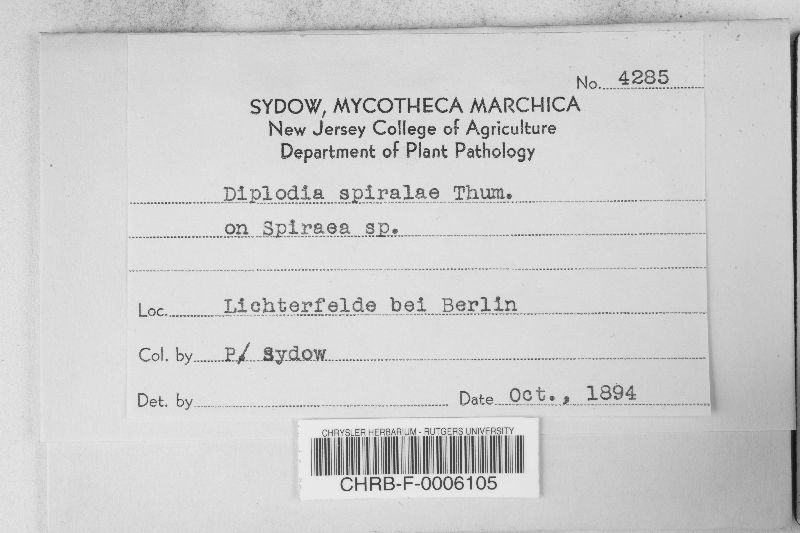 No. 4285
SYDOW, MYCOTHECA MARCHICA
New Jersey College of Agriculture
Department of Plant Pathology
Diplodia spiralae Thum.
on Spiraea sp.
Loc. Lichterfelde bei Berlin
Col. by P/ Sydow
Det. by
Date Oct., 1894
CHRYSLER HERBARIUM - RUTGERS UNIVERSITY
CHRB-F-0006105